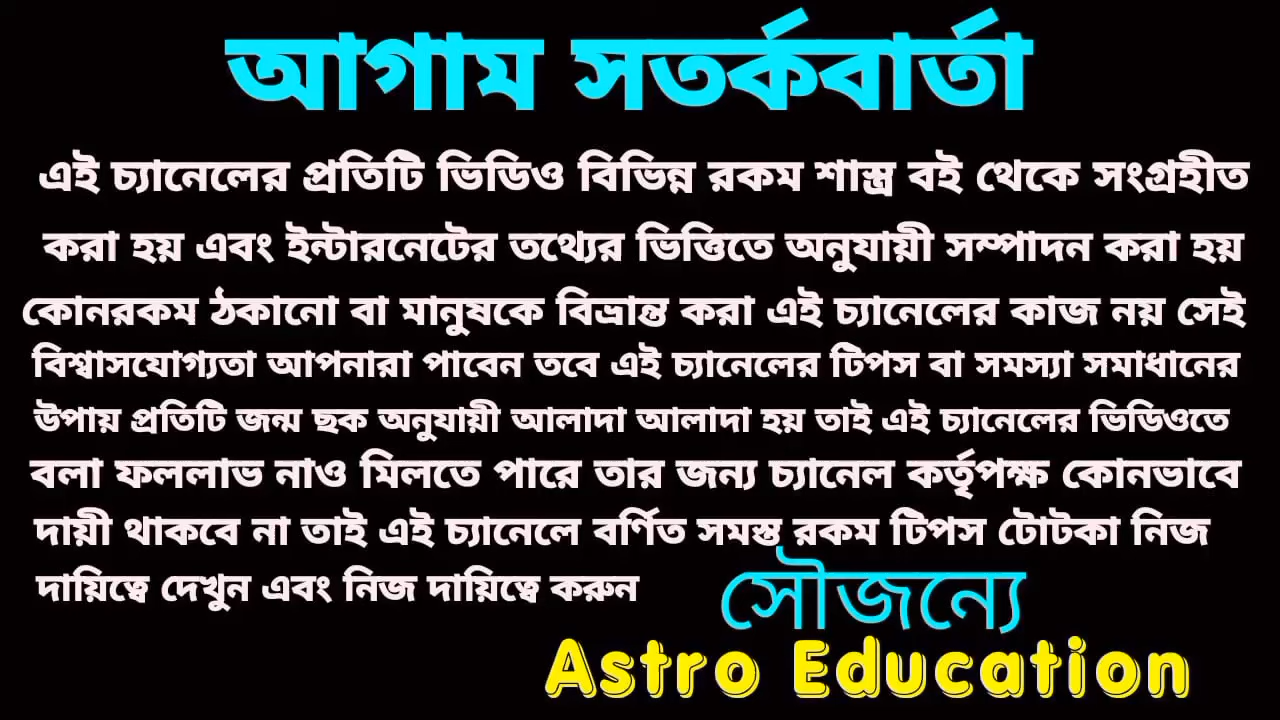 আগাম সতর্কবার্তা
এই চ্যানেলের প্রতিটি ভিডিও বিভিন্ন রকম শাস্ত্র বই থেকে সংগ্রহীত
করা হয় এবং ইন্টারনেটের তথ্যের ভিত্তিতে অনুযায়ী সম্পাদন করা হয়
কোনরকম ঠকানো বা মানুষকে বিভ্রান্ত করা এই চ্যানেলের কাজ নয় সেই
বিশ্বাসযোগ্যতা আপনারা পাবেন তবে এই চ্যানেলের টিপস বা সমস্যা সমাধানের
উপায় প্রতিটি জন্ম ছক অনুযায়ী আলাদা আলাদা হয় তাই এই চ্যানেলের ভিডিওতে
বলা ফললাভ নাও মিলতে পারে তার জন্য চ্যানেল কর্তৃপক্ষ কোনভাবে
দায়ী থাকবে না তাই এই চ্যানেলে বর্ণিত সমস্ত রকম টিপস টোটকা নিজ
দায়িত্বে দেখুন এবং নিজ দায়িত্বে করুন
সৌজন্যে
Astro Education